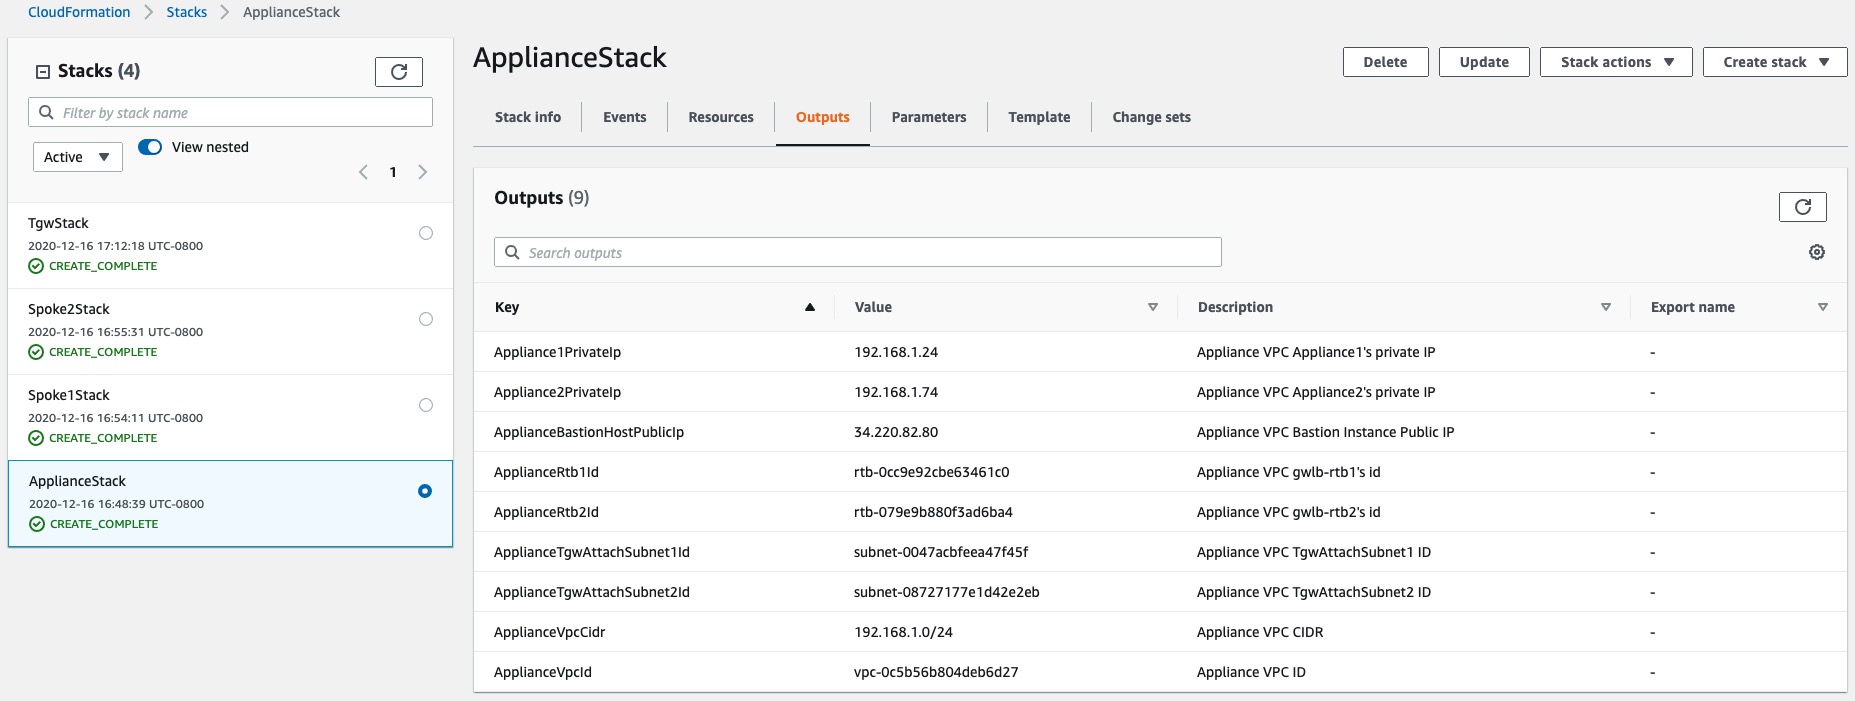 CloudFormation > Stacks > ApplianceStack
Stacks (4)
Filter by stack name
Active
View nested
1
TgwStack
2020-12-16 17:12:18 UTC-0800
CREATE_COMPLETE
Spoke2Stack
2020-12-16 16:55:31 UTC-0800
CREATE_COMPLETE
Spoke1Stack
2020-12-16 16:54:11 UTC-0800
CREATE_COMPLETE
ApplianceStack
2020-12-16 16:48:39 UTC-0800
CREATE_COMPLETE
ApplianceStack
Delete Update Stack actions Create stack
Stack info Events Resources Outputs Parameters Template Change sets
Outputs (9)
Search outputs
Key Value Description Export name
Appliance1PrivateIp 192.168.1.24 Appliance VPC Appliance1's private IP -
Appliance2PrivateIp 192.168.1.74 Appliance VPC Appliance2's private IP -
ApplianceBastionHostPublicIp 34.220.82.80 Appliance VPC Bastion Instance Public IP -
ApplianceRtb1Id rtb-0cc9e92cbe63461c0 Appliance VPC gwlb-rtb1's id -
ApplianceRtb2Id rtb-079e9b880f3ad6ba4 Appliance VPC gwlb-rtb2's id -
ApplianceTgwAttachSubnet1Id subnet-0047acbfeea47f45f Appliance VPC TgwAttachSubnet1 ID -
ApplianceTgwAttachSubnet2Id subnet-08727177e1d42e2eb Appliance VPC TgwAttachSubnet2 ID -
ApplianceVpcCidr 192.168.1.0/24 Appliance VPC CIDR -
ApplianceVpcId vpc-0c5b56b804deb6d27 Appliance VPC ID -